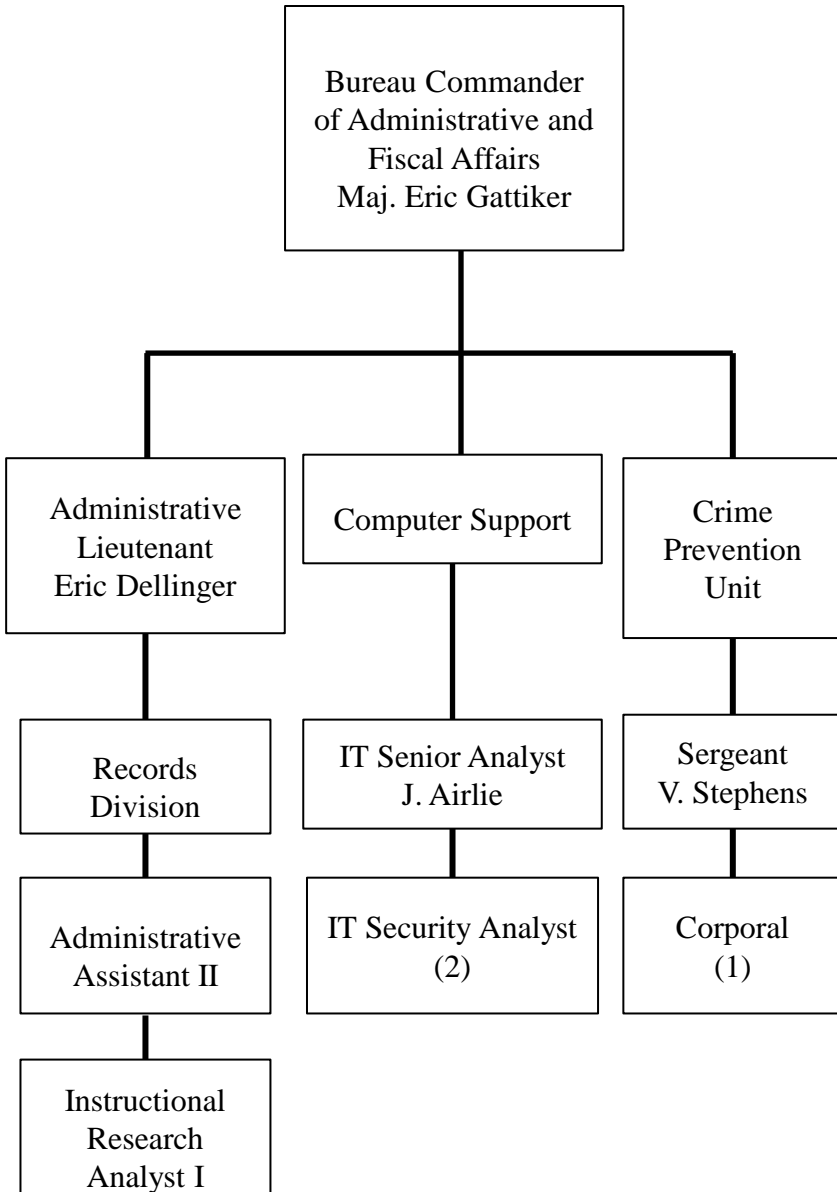 Bureau Commander
of Administrative and
Fiscal Affairs
Maj. Eric Gattiker
Administrative
Lieutenant
Eric Dellinger
Computer Support
Crime
Prevention
Unit
Records
Division
IT Senior Analyst
J. Airlie
Sergeant
V. Stephens
Administrative
Assistant II
IT Security Analyst
(2)
Corporal
(1)
Instructional
Research
Analyst I